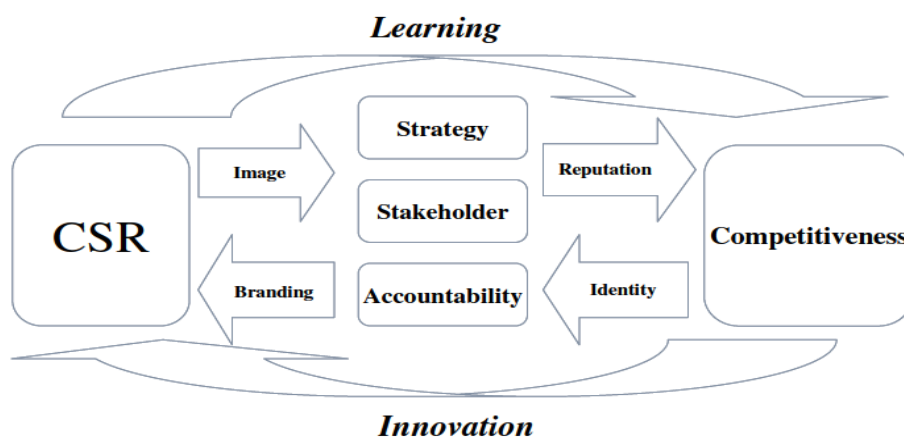 Learning
Strategy
Image
Reputation
CSR
Stakeholder
Competitiveness
Branding
Accountability
Identity
Innovation